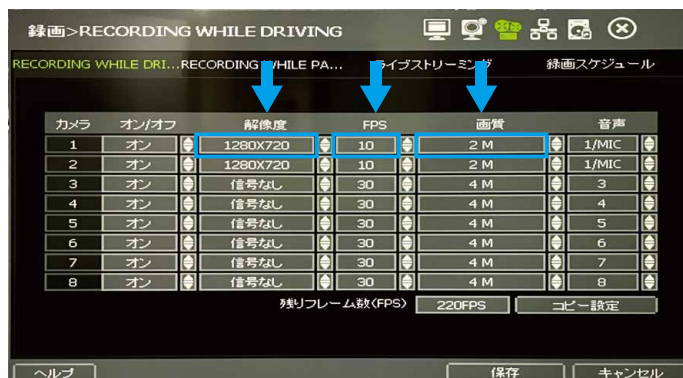 録画>RECORDING WHILE DRIVING
RECORDING WHILE DRI...RECORDING WHILE PA... ライブストリーミング 録画スケジュール
カメラ オン/オフ 解像度 FPS 画質 音声
1 オン 1280X720 10 2 M 1/MIC
2 オン 1280X720 10 2 M 1/MIC
3 オン 信号なし 30 4 M 3
4 オン 信号なし 30 4 M 4
5 オン 信号なし 30 4 M 5
6 オン 信号なし 30 4 M 6
7 オン 信号なし 30 4 M 7
8 オン 信号なし 30 4 M 8
残りフレーム数(FPS) 220FPS コピー設定
ヘルプ 保存 キャンセル